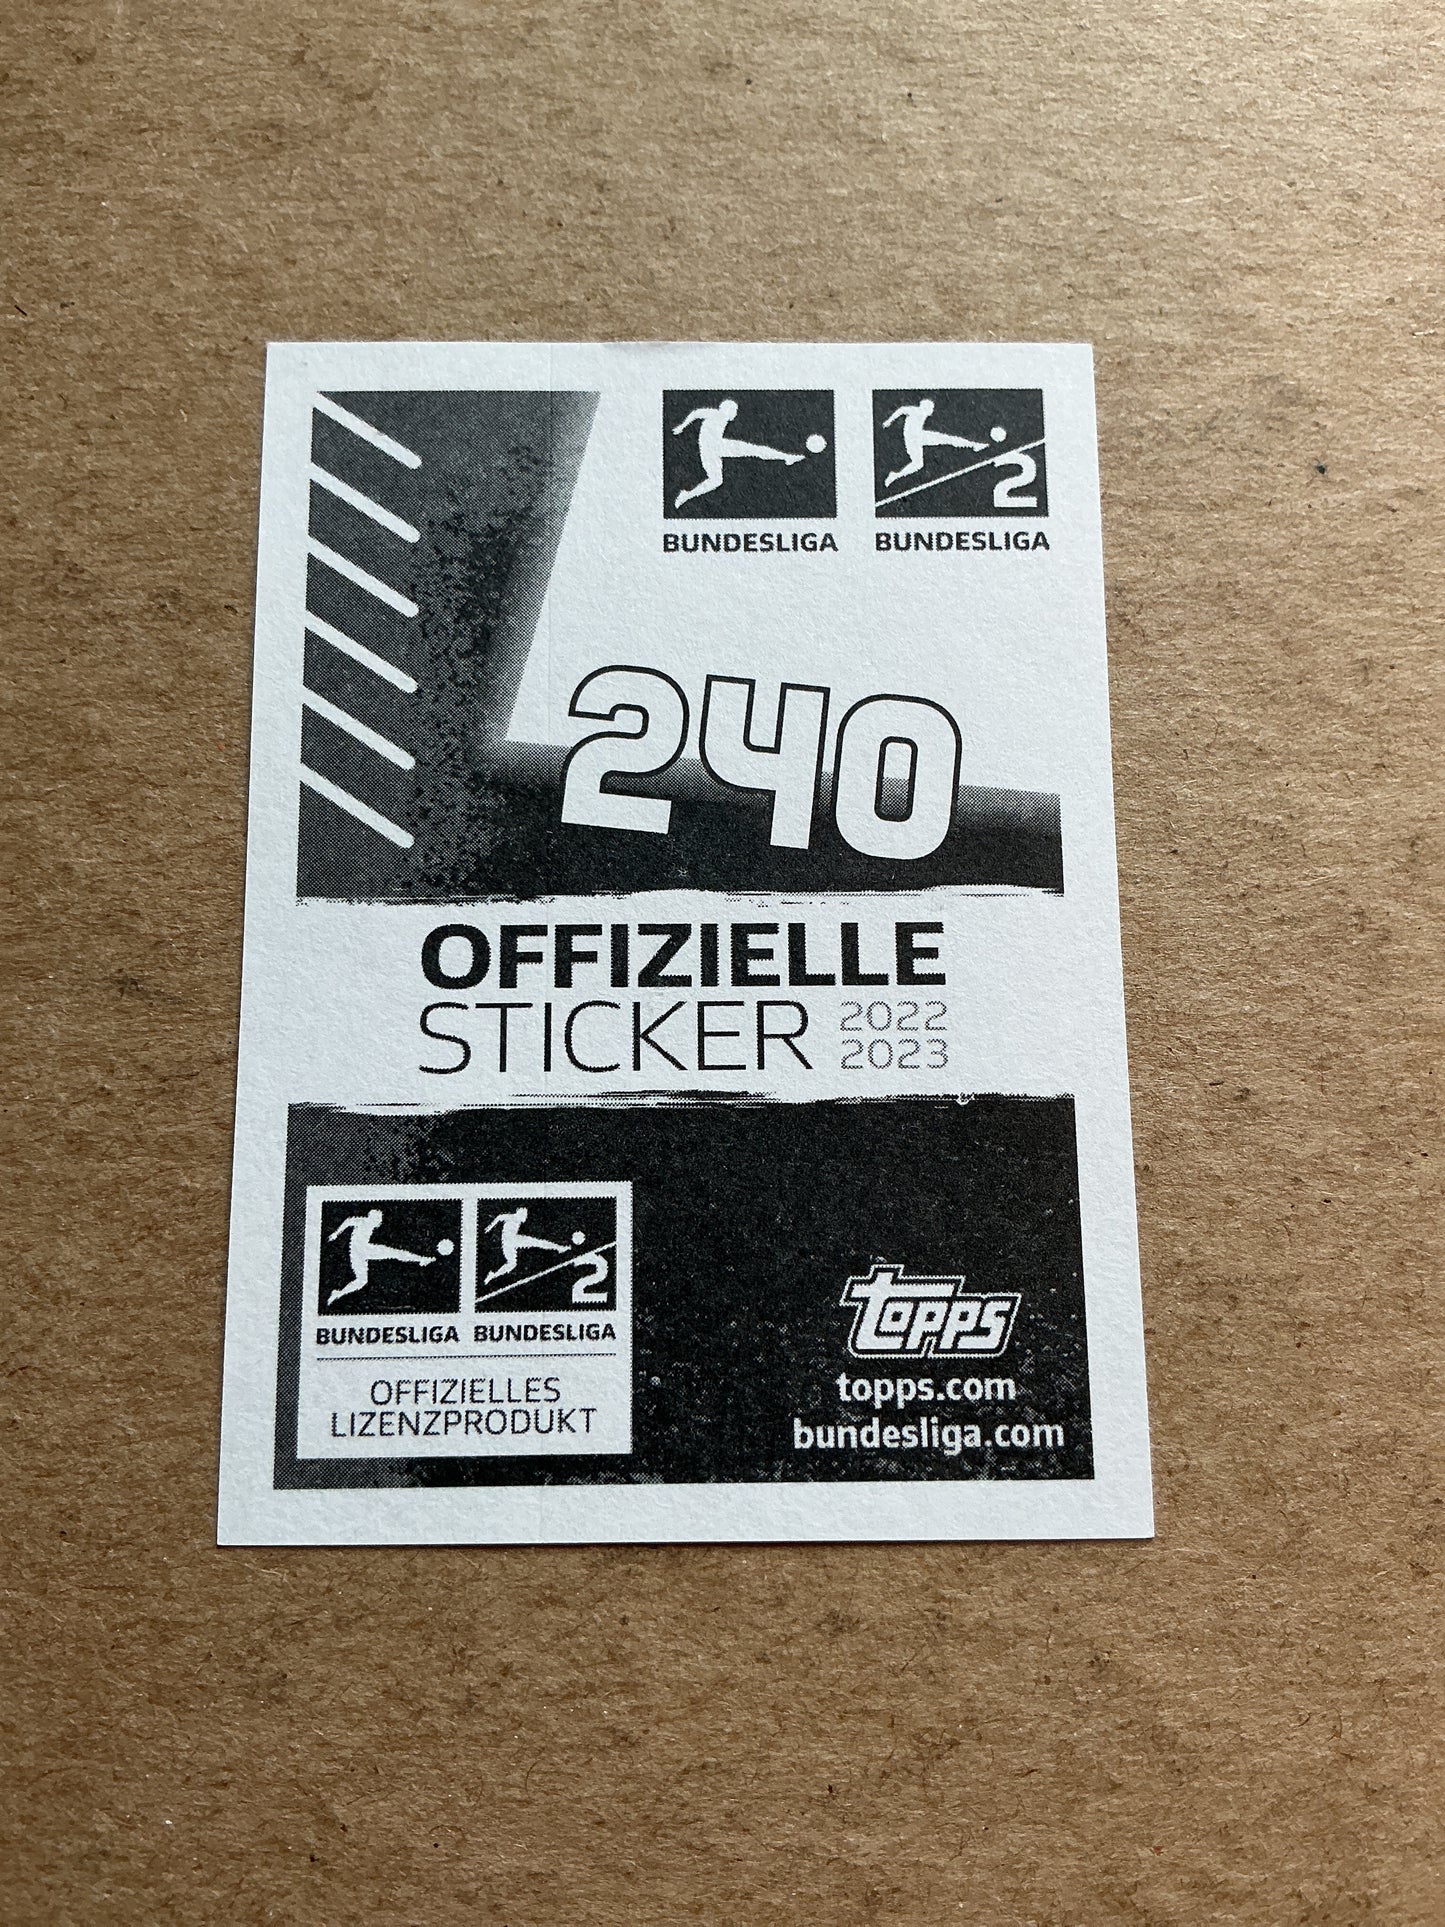 BUNDESLIGA
2
BUNDESLIGA
240
OFFIZIELLE
STICKER 2022
2023
2
BUNDESLIGA BUNDESLIGA
OFFIZIELLES
LIZENZPRODUKT
topps
topps.com
bundesliga.com